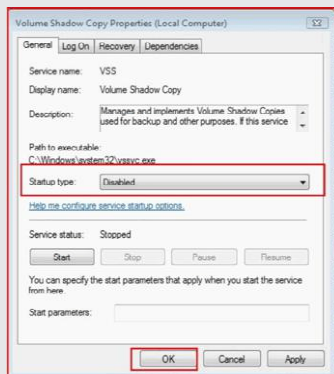 Volume Shadow Copy Properties (Local Computer)
General Log On Recovery Dependencies
Service name: VSS
Display name: Volume Shadow Copy
Description: Manages and implements Volume Shadow Copies
used for backup and other purposes. If this service
Path to executable:
C:\Windows\system32\vssvc.exe
Startup type: Disabled
Help me configure service startup options.
Service status: Stopped
Start Stop Pause Resume
You can specify the start parameters that apply when you start the service
from here.
Start parameters:
OK Cancel Apply